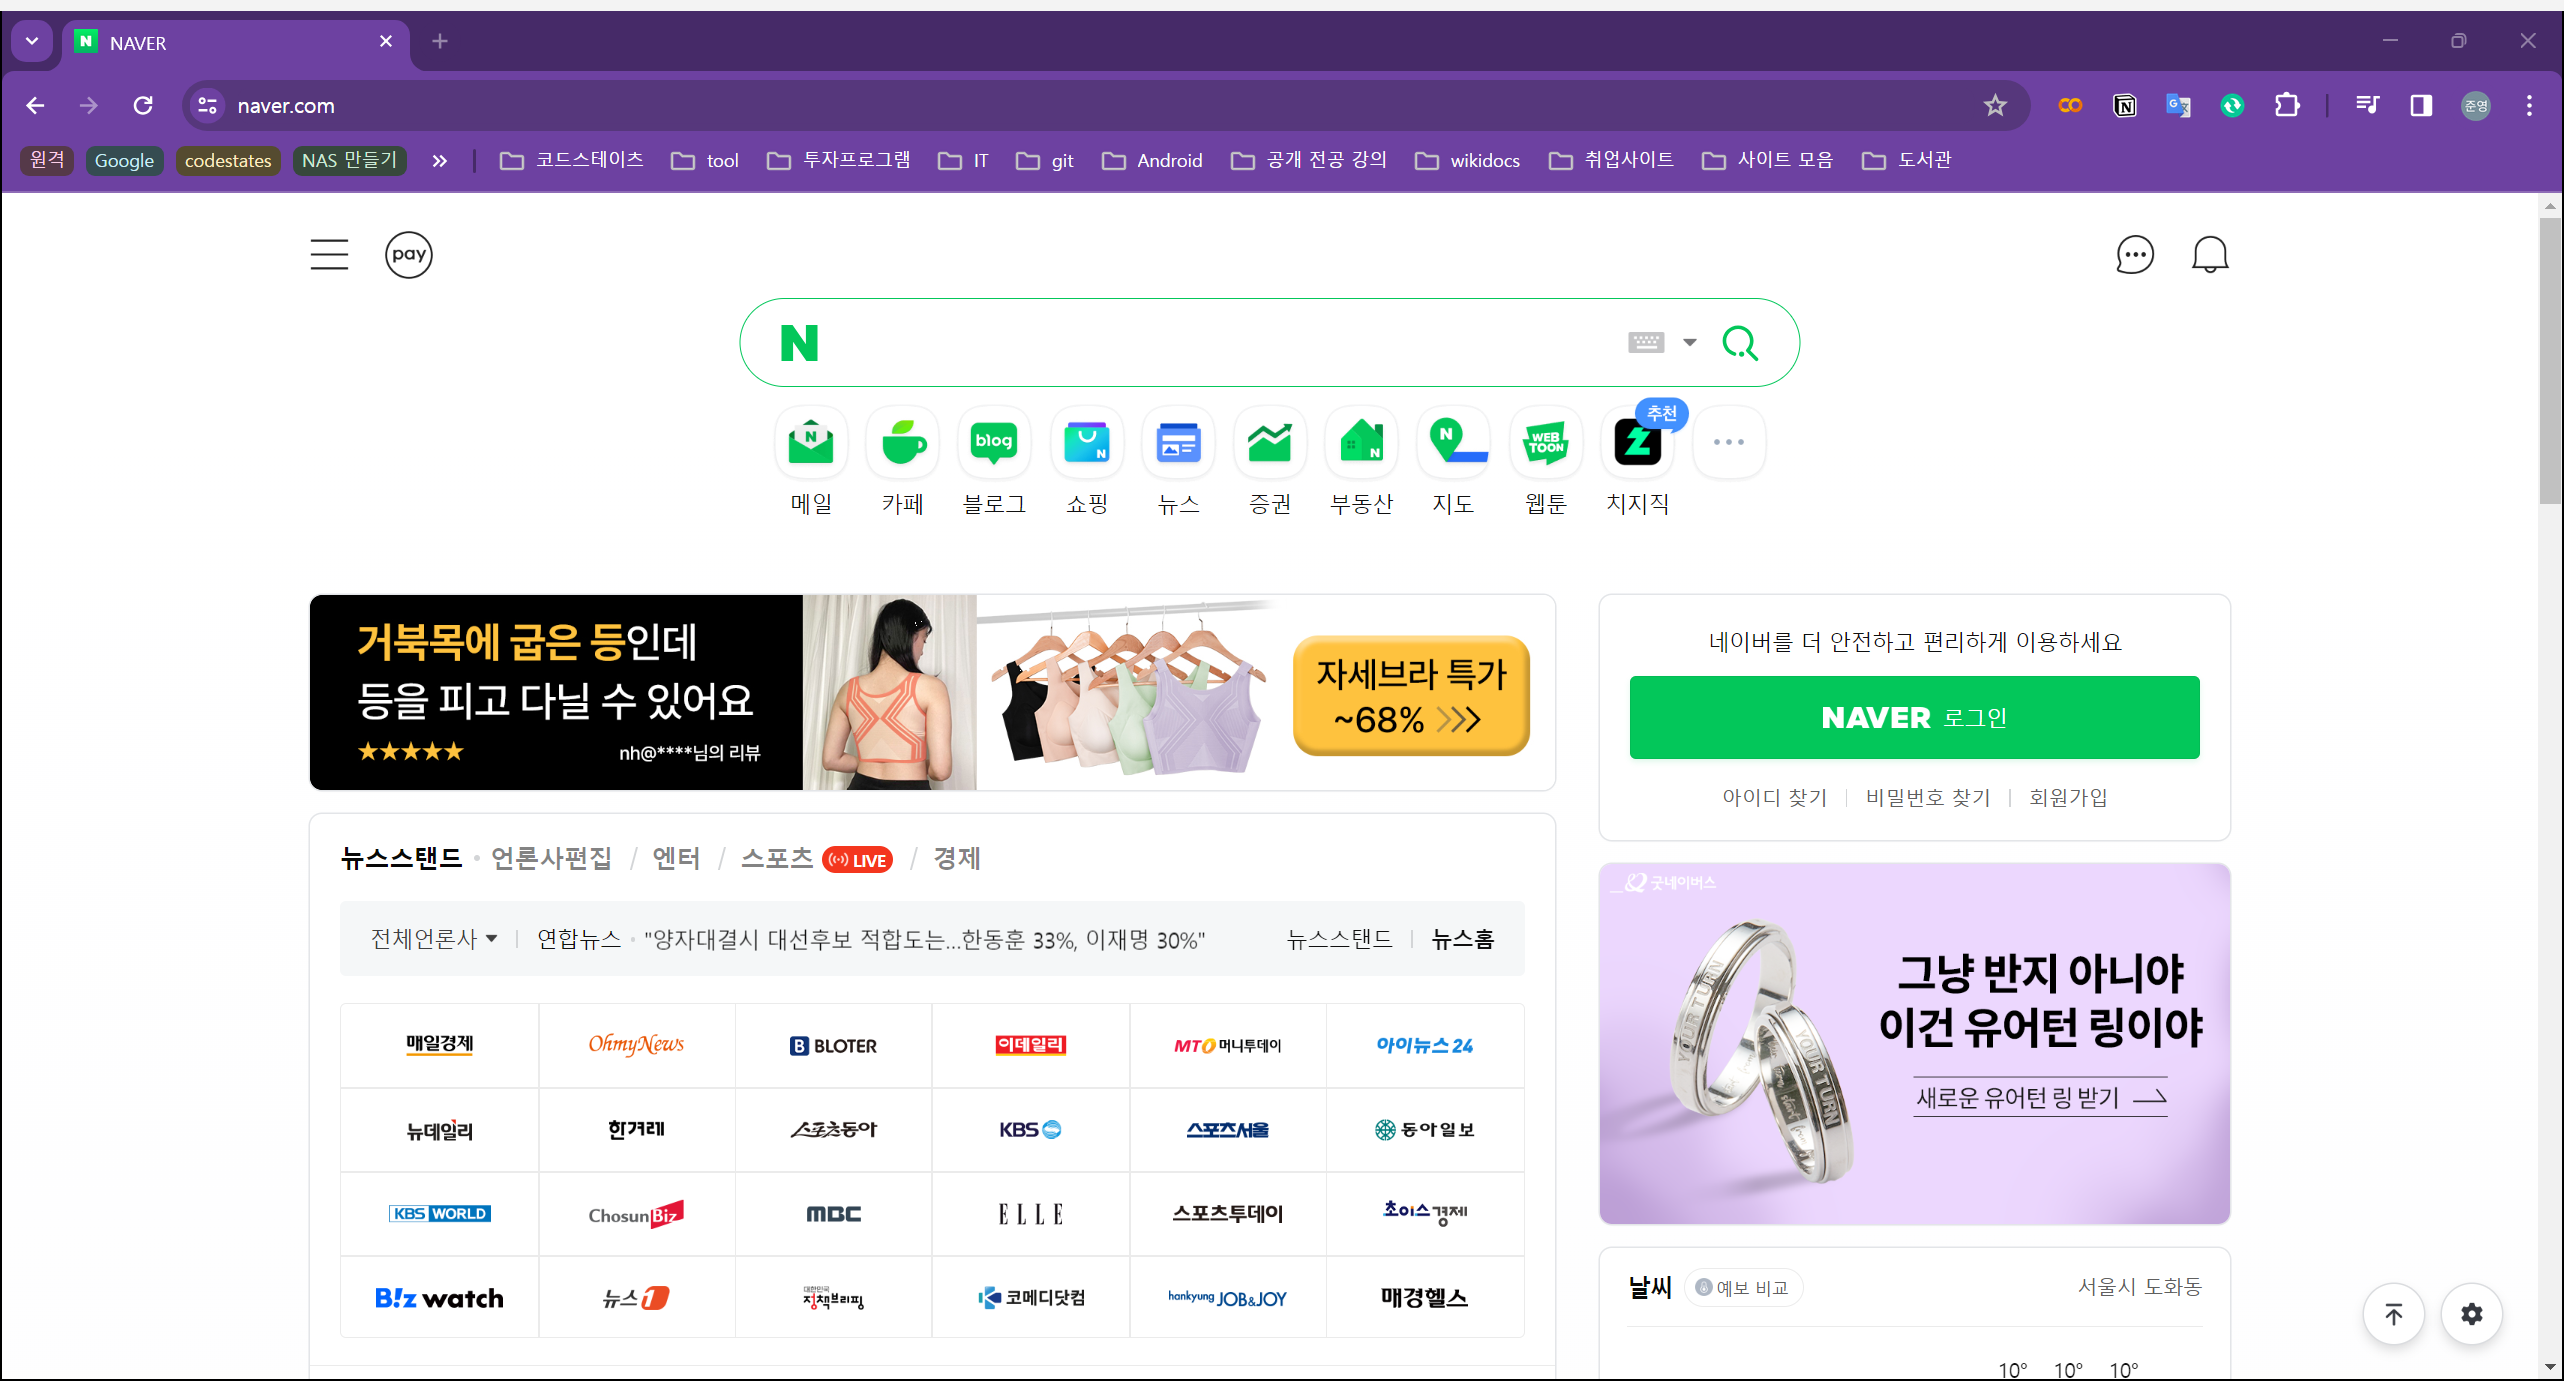 NAVER
naver.com
준영
원격 Google codestates NAS 만들기 » 코드스테이츠 tool 투자프로그램 IT git Android 공개 전공 강의 wikidocs 취업사이트 사이트 모음 도서관
pay
N
추천
N blog N N N WEB TOON
메일 카페 블로그 쇼핑 뉴스 증권 부동산 지도 웹툰 치지직
거북목에 굽은 등인데
등을 피고 다닐 수 있어요
★★★★★ nh@****님의 리뷰
자세브라 특가
~68%
네이버를 더 안전하고 편리하게 이용하세요
NAVER 로그인
아이디 찾기 비밀번호 찾기 회원가입
뉴스스탠드 · 언론사편집 / 엔터 / 스포츠 LIVE / 경제
전체언론사 연합뉴스 · "양자대결시 대선후보 적합도는...한동훈 33%, 이재명 30%" 뉴스스탠드 뉴스홈
매일경제 OhmyNews B BLOTER 이데일리 MTO 머니투데이 아이뉴스24
뉴데일리 한겨레 스포츠동아 KBS 스포츠서울 동아일보
KBS WORLD ChosunBiz MBC ELLE 스포츠투데이 초이스경제
B!z watch 뉴스1 대한민국 정책브리핑 코메디닷컴 hankyung JOB&JOY 매경헬스
굿네이버스
그냥 반지 아니야
이건 유어턴 링이야
새로운 유어턴 링 받기
YOUR TURN
YOUR TURN
날씨 예보 비교 서울시 도화동
10° 10° 10°